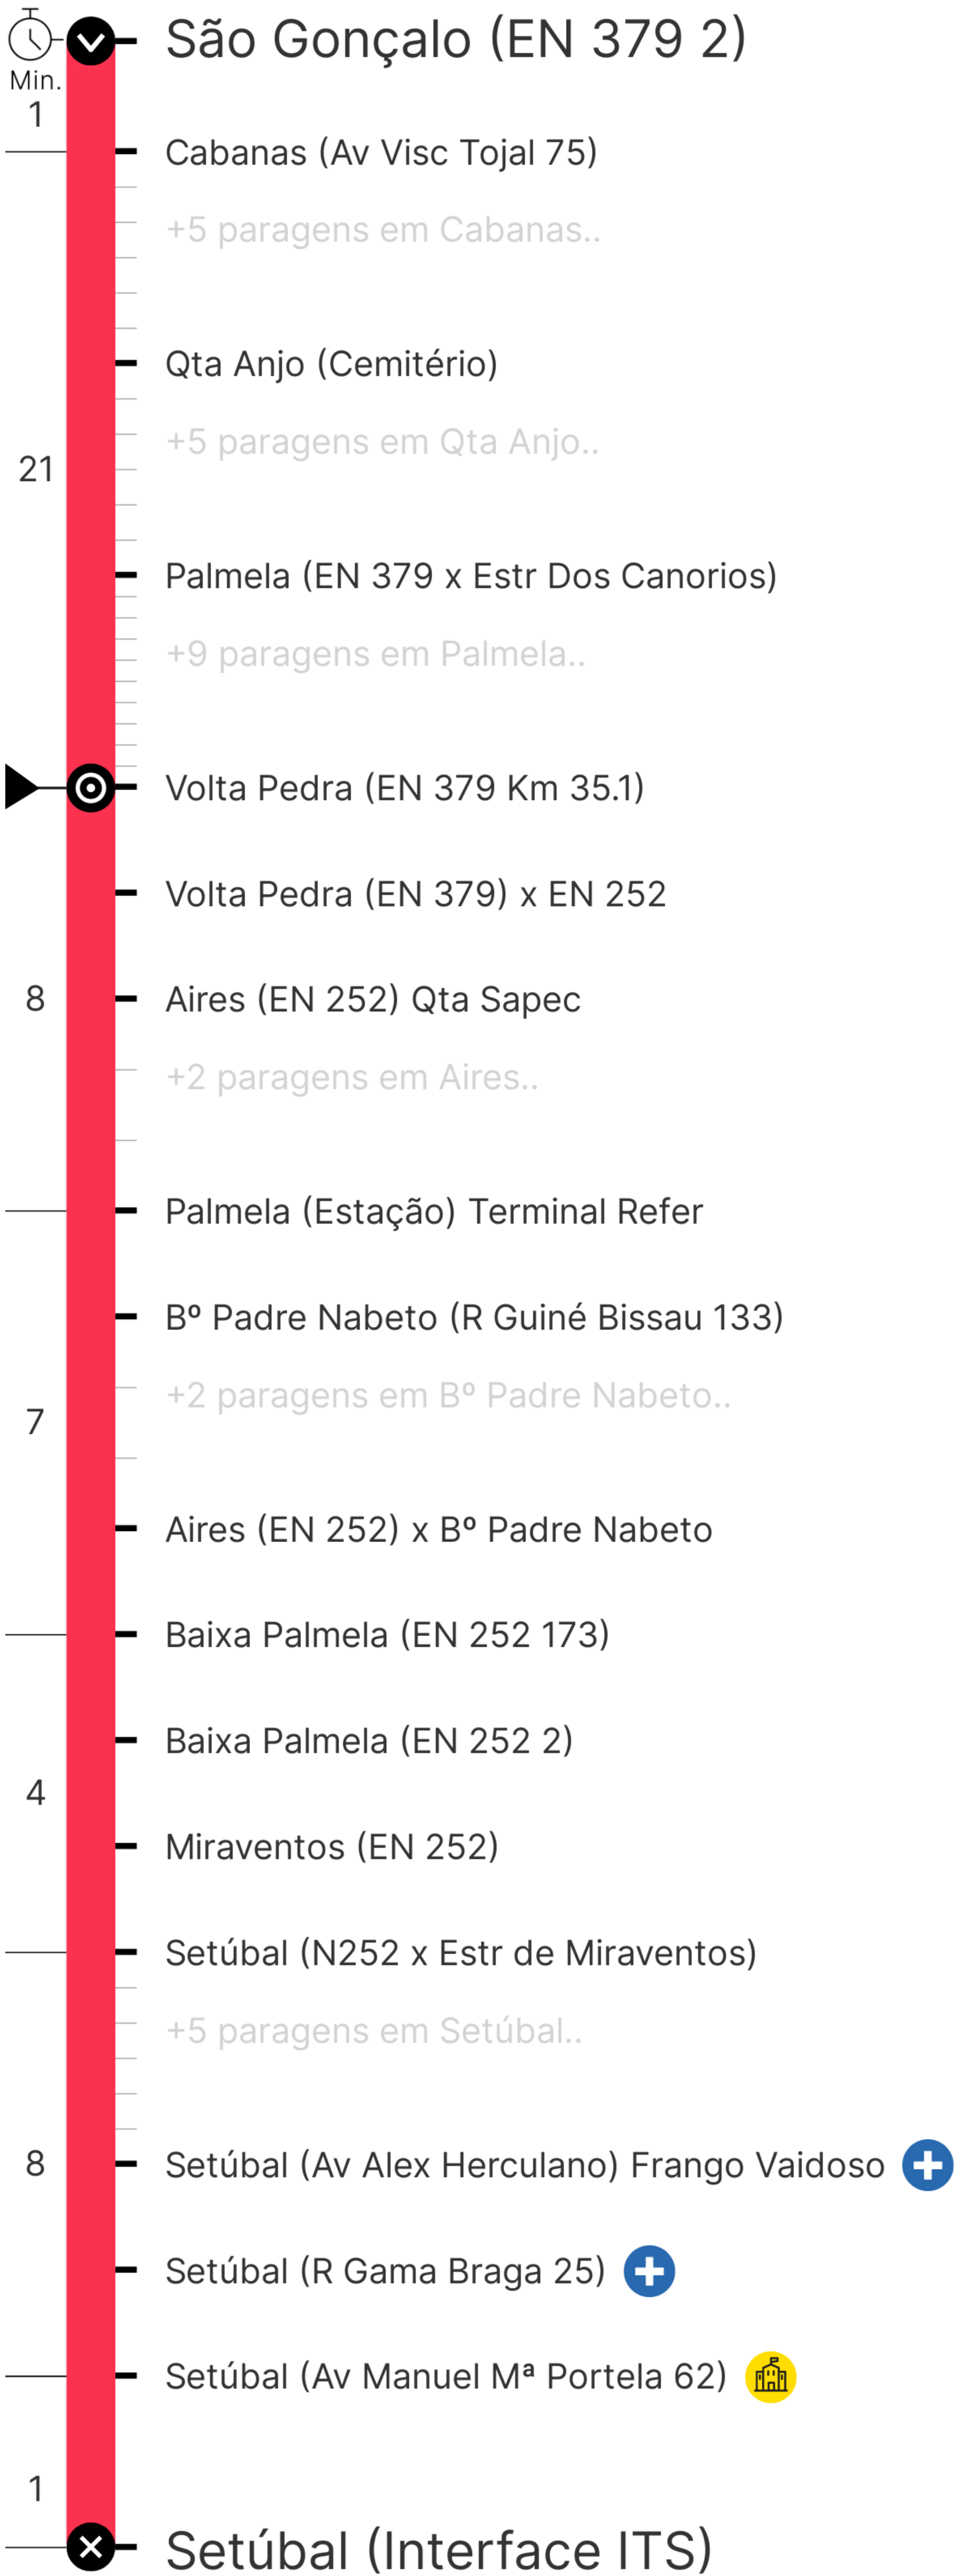 São Gonçalo (EN 379 2)
Min.
1
Cabanas (Av Visc Tojal 75)
+5 paragens em Cabanas..
Qta Anjo (Cemitério)
+5 paragens em Qta Anjo..
21
Palmela (EN 379 x Estr Dos Canorios)
+9 paragens em Palmela..
Volta Pedra (EN 379 Km 35.1)
Volta Pedra (EN 379) x EN 252
8
Aires (EN 252) Qta Sapec
+2 paragens em Aires..
Palmela (Estação) Terminal Refer
Bº Padre Nabeto (R Guiné Bissau 133)
+2 paragens em Bº Padre Nabeto..
7
Aires (EN 252) x Bº Padre Nabeto
Baixa Palmela (EN 252 173)
Baixa Palmela (EN 252 2)
4
Miraventos (EN 252)
Setúbal (N252 x Estr de Miraventos)
+5 paragens em Setúbal..
8
Setúbal (Av Alex Herculano) Frango Vaidoso
Setúbal (R Gama Braga 25)
Setúbal (Av Manuel Mª Portela 62)
1
Setúbal (Interface ITS)